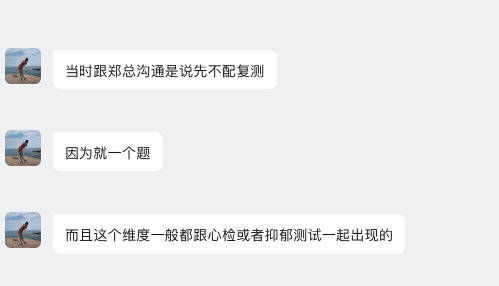 当时跟郑总沟通是说先不配复测
因为就一个题
而且这个维度一般都跟心检或者抑郁测试一起出现的